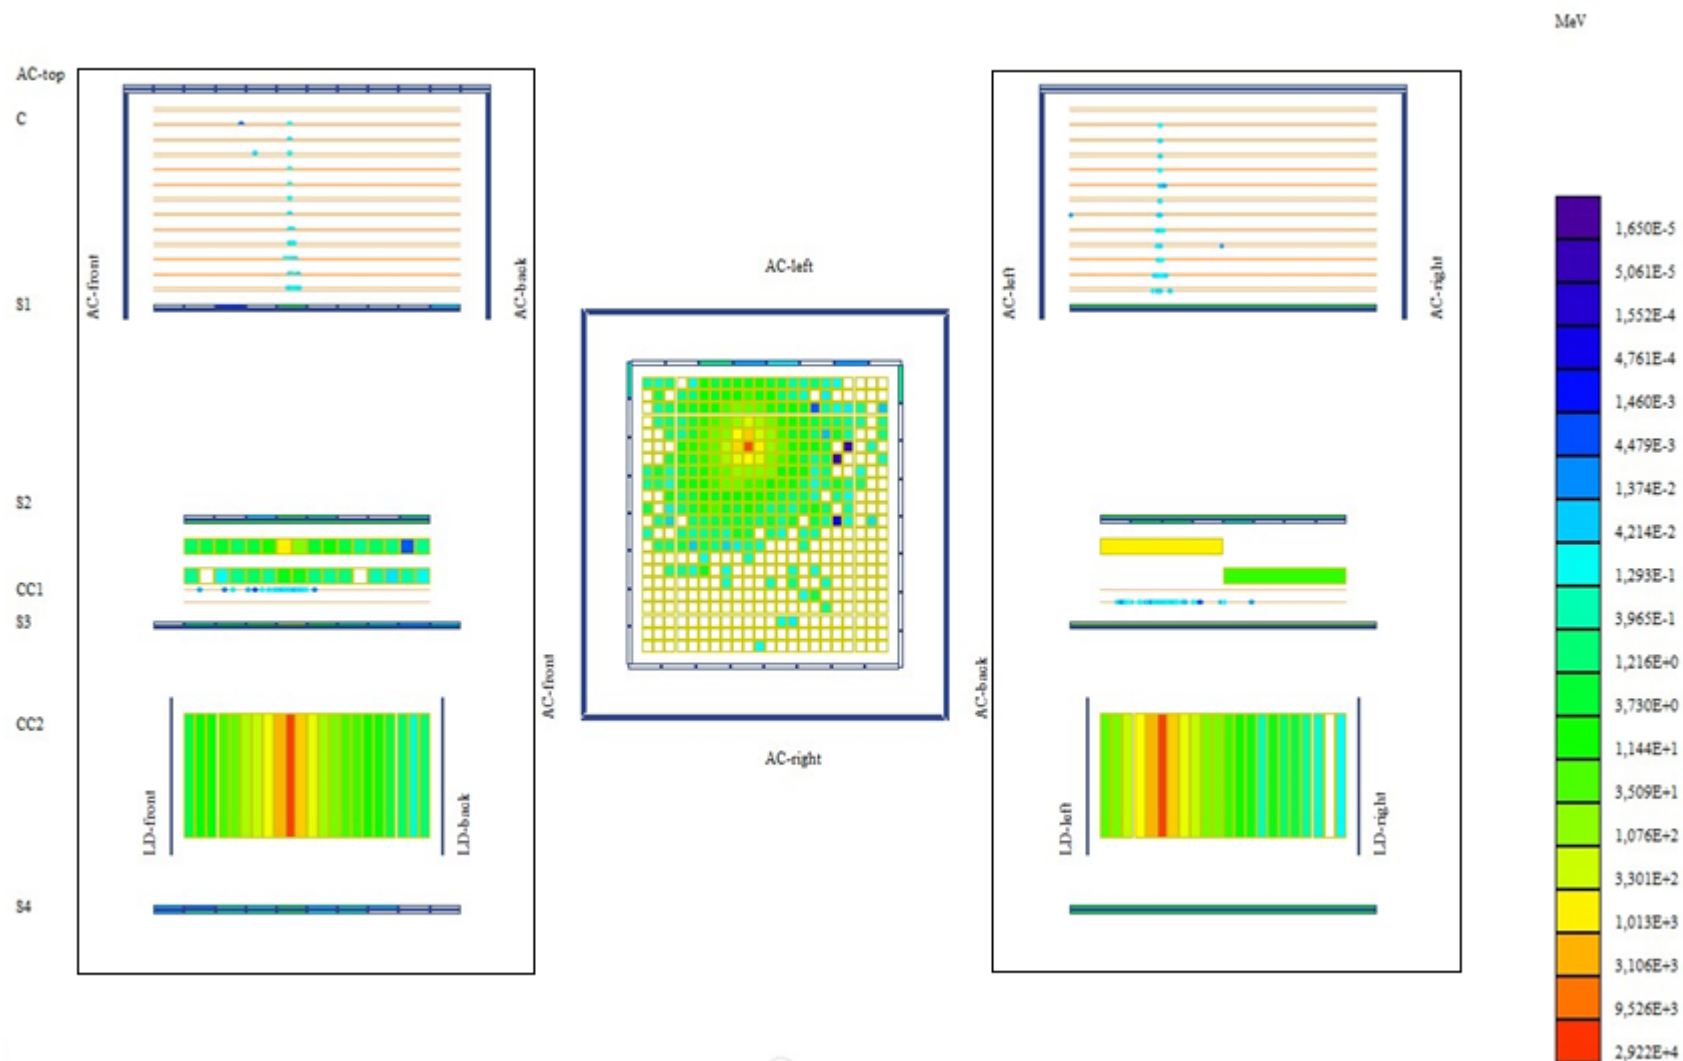 MeV
AC-top
C
AC-front
AC-back
S1
S2
CC1
S3
CC2
LD-front
LD-back
S4
AC-left
AC-front
AC-back
AC-right
AC-left
AC-right
LD-left
LD-right
1,650E-5
5,061E-5
1,552E-4
4,761E-4
1,460E-3
4,479E-3
1,374E-2
4,214E-2
1,293E-1
3,965E-1
1,216E+0
3,730E+0
1,144E+1
3,509E+1
1,076E+2
3,301E+2
1,013E+3
3,106E+3
9,526E+3
2,922E+4